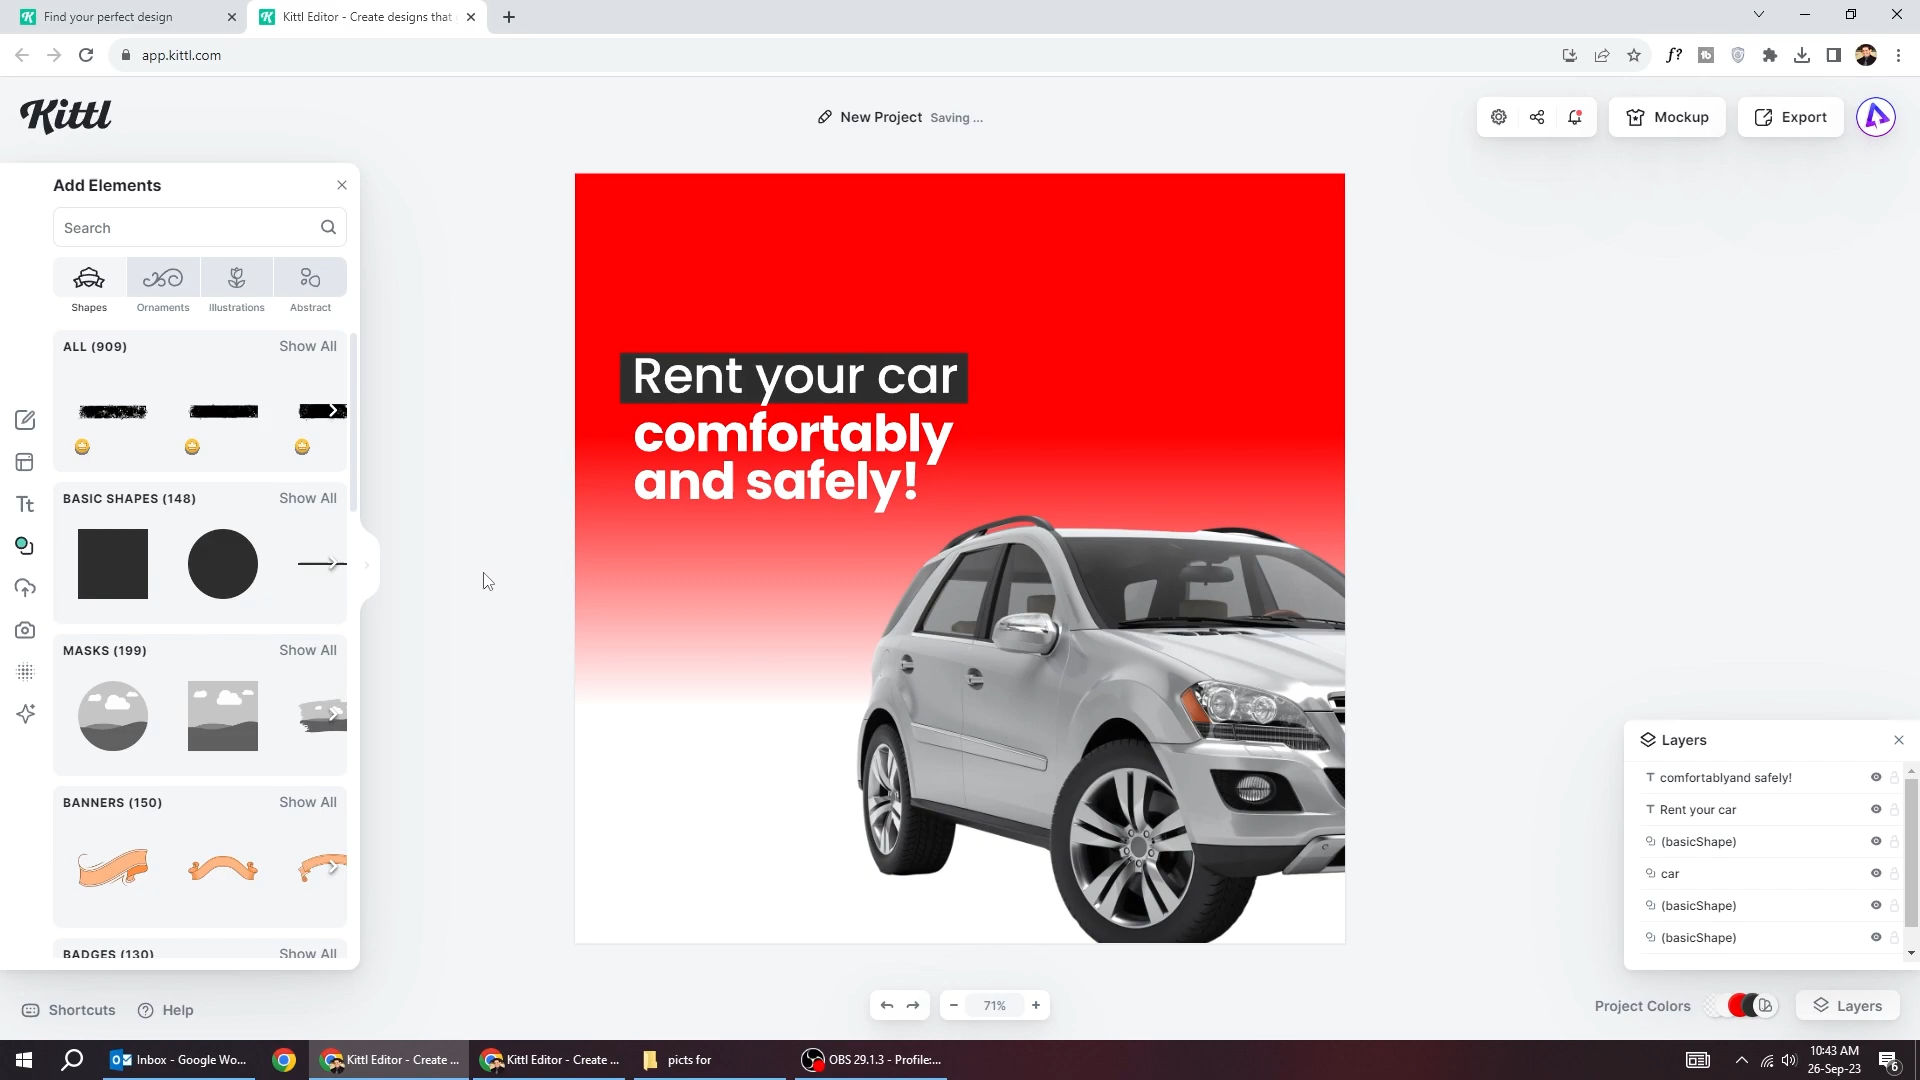 Find your perfect design
Kittl Editor - Create designs that
app.kittl.com
Kittl
New Project Saving ...
Mockup
Export
Add Elements
Search
Shapes Ornaments Illustrations Abstract
ALL (909) Show All
BASIC SHAPES (148) Show All
MASKS (199) Show All
BANNERS (150) Show All
BADGES (130) Show All
Rent your car
comfortably
and safely!
Layers
T comfortablyand safely!
T Rent your car
(basicShape)
car
(basicShape)
(basicShape)
Shortcuts Help
71%
Project Colors
Layers
Inbox - Google Wo...
Kittl Editor - Create ...
Kittl Editor - Create ...
picts for
OBS 29.1.3 - Profile:...
10:43 AM
26-Sep-23
6